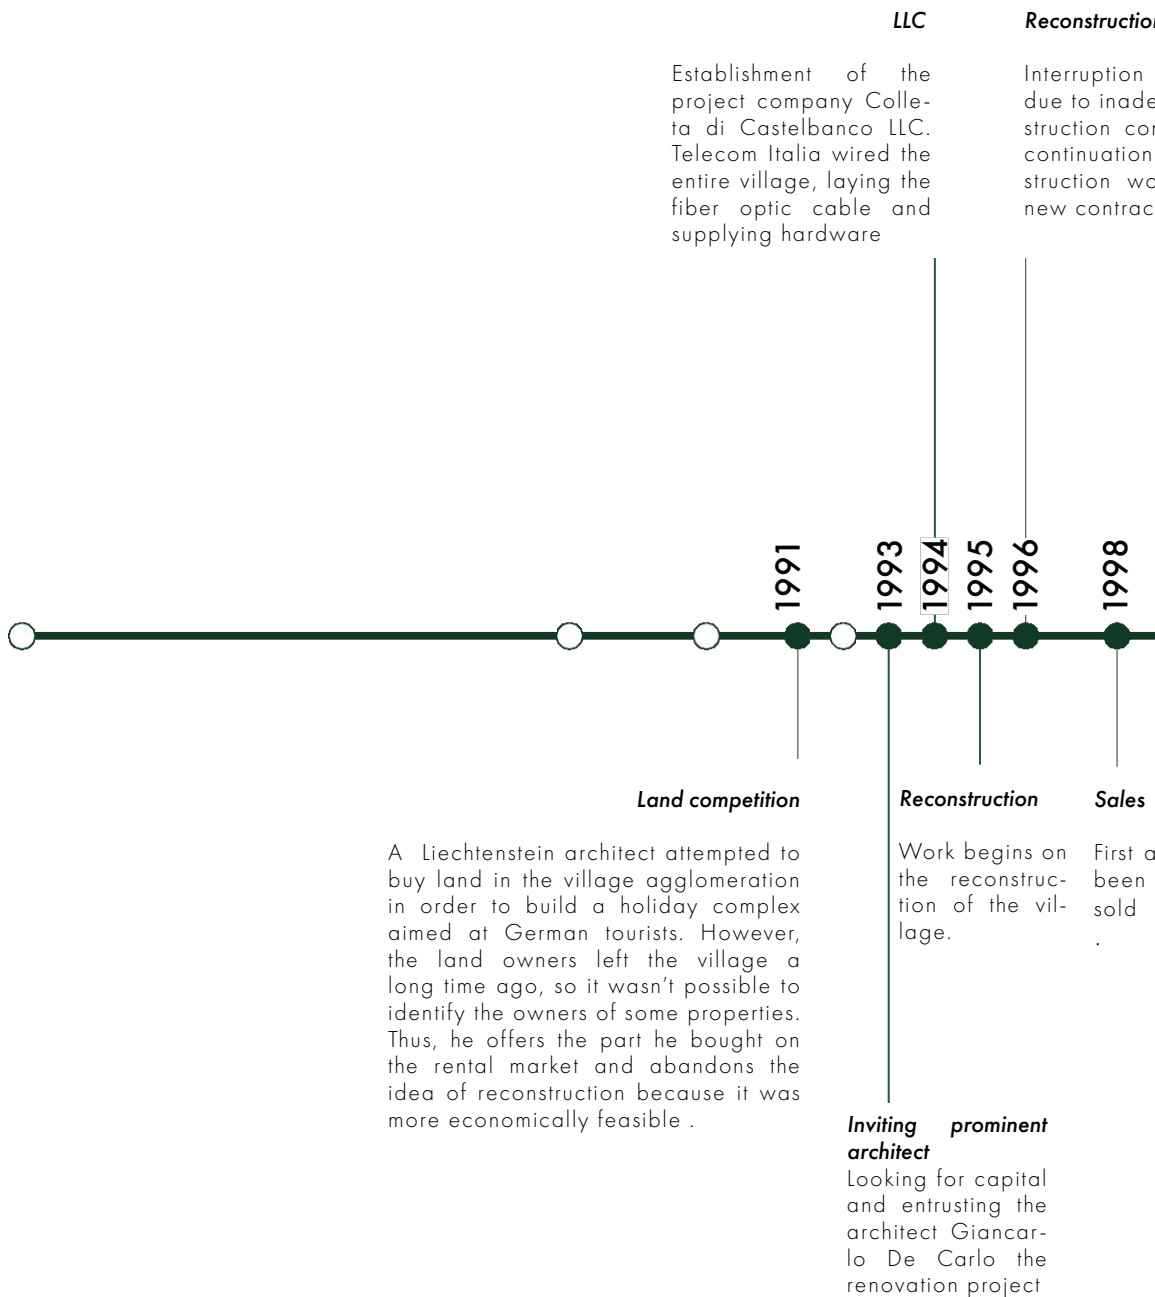 LLC
Establishment of the
project company Colle-
ta di Castelbanco LLC.
Telecom Italia wired the
entire village, laying the
fiber optic cable and
supplying hardware
Reconstruction
Interruption
due to inade
struction con
continuation
struction wo
new contrac
1991
1993
1994
1995
1996
1998
Land competition
A Liechtenstein architect attempted to
buy land in the village agglomeration
in order to build a holiday complex
aimed at German tourists. However,
the land owners left the village a
long time ago, so it wasn't possible to
identify the owners of some properties.
Thus, he offers the part he bought on
the rental market and abandons the
idea of reconstruction because it was
more economically feasible .
Reconstruction
Work begins on
the reconstruc-
tion of the vil-
lage.
Sales
First a
been
sold
.
Inviting prominent
architect
Looking for capital
and entrusting the
architect Giancar-
lo De Carlo the
renovation project